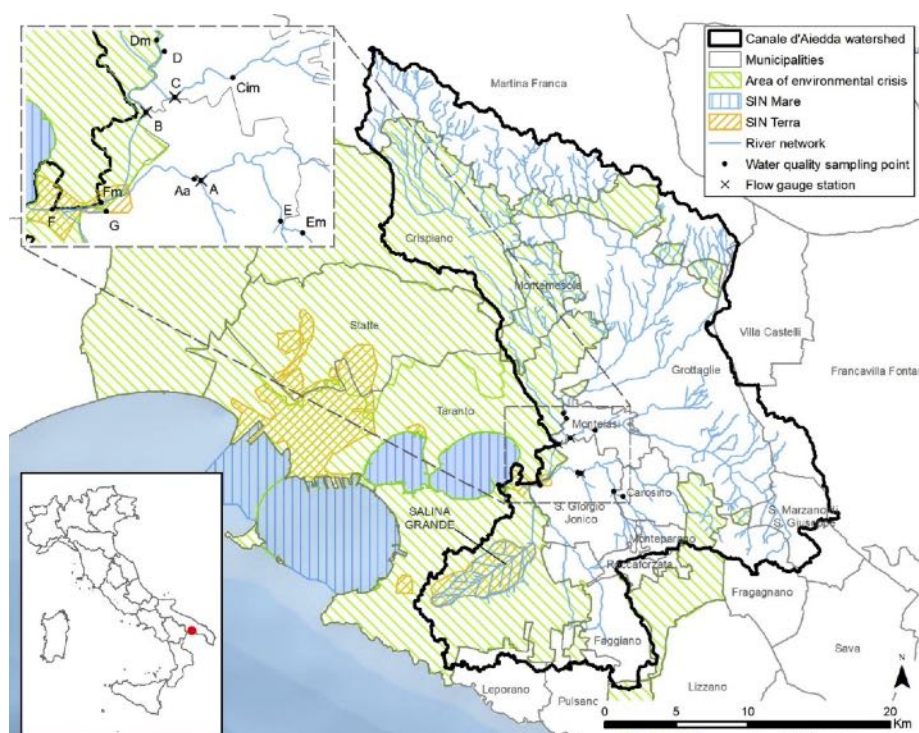 Dm
D
C
Cim
B
Aa
A
Fm
F
G
E
Em
Canale d'Aiedda watershed
Municipalities
Area of environmental crisis
SIN Mare
SIN Terra
River network
Water quality sampling point
Flow gauge station
Martina Franca
Crispiano
Montemesola
Statte
Villa Castelli
Grottaglie
Francavilla Fontan
Taranto
Monteiasi
Carosino
SALINA
GRANDE
S. Giorgio
Jonico
S. Marzano di
S. Giuseppe
Monteparano
Roccaforzata
Fragagnano
Faggiano
Sava
Lizzano
Leporano
Pulsano
N
0 5 10 20
Km